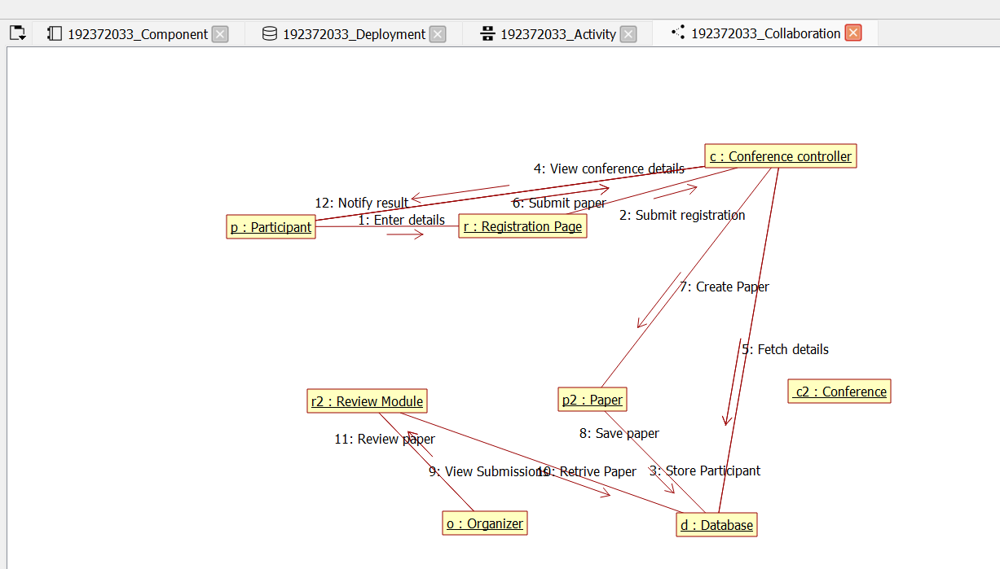 192372033_Component
192372033_Deployment
192372033_Activity
192372033_Collaboration
c : Conference controller
4: View conference details
12: Notify result
6: Submit paper
2: Submit registration
1: Enter details
p : Participant
r : Registration Page
7: Create Paper
5: Fetch details
c2 : Conference
r2 : Review Module
p2 : Paper
8: Save paper
11: Review paper
9: View Submissions
10: Retrive Paper
3: Store Participant
o : Organizer
d : Database